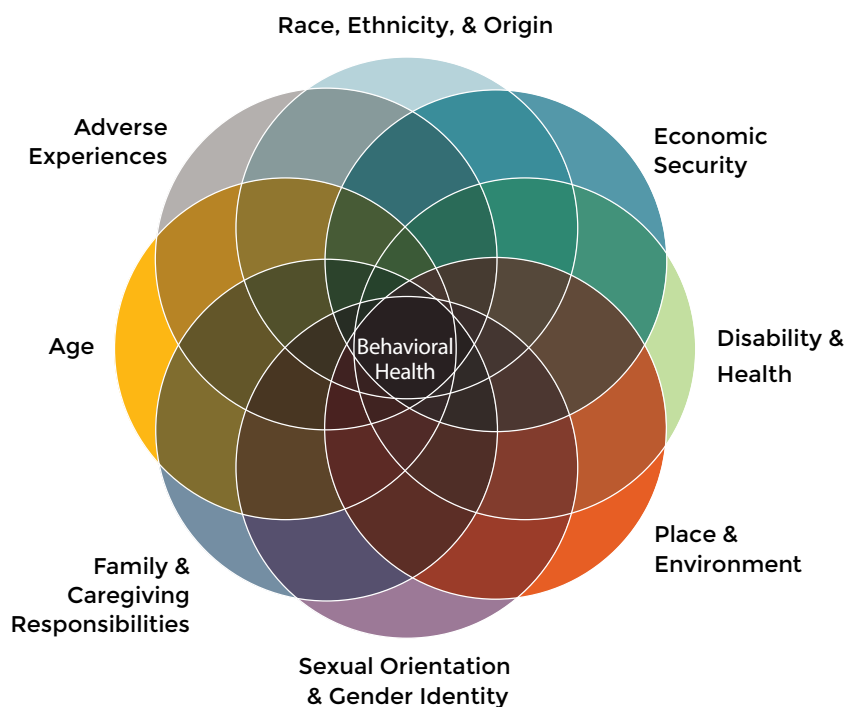 Race, Ethnicity, & Origin
Adverse
Experiences
Economic
Security
Age
Behavioral
Health
Disability &
Health
Place &
Environment
Family &
Caregiving
Responsibilities
Sexual Orientation
& Gender Identity